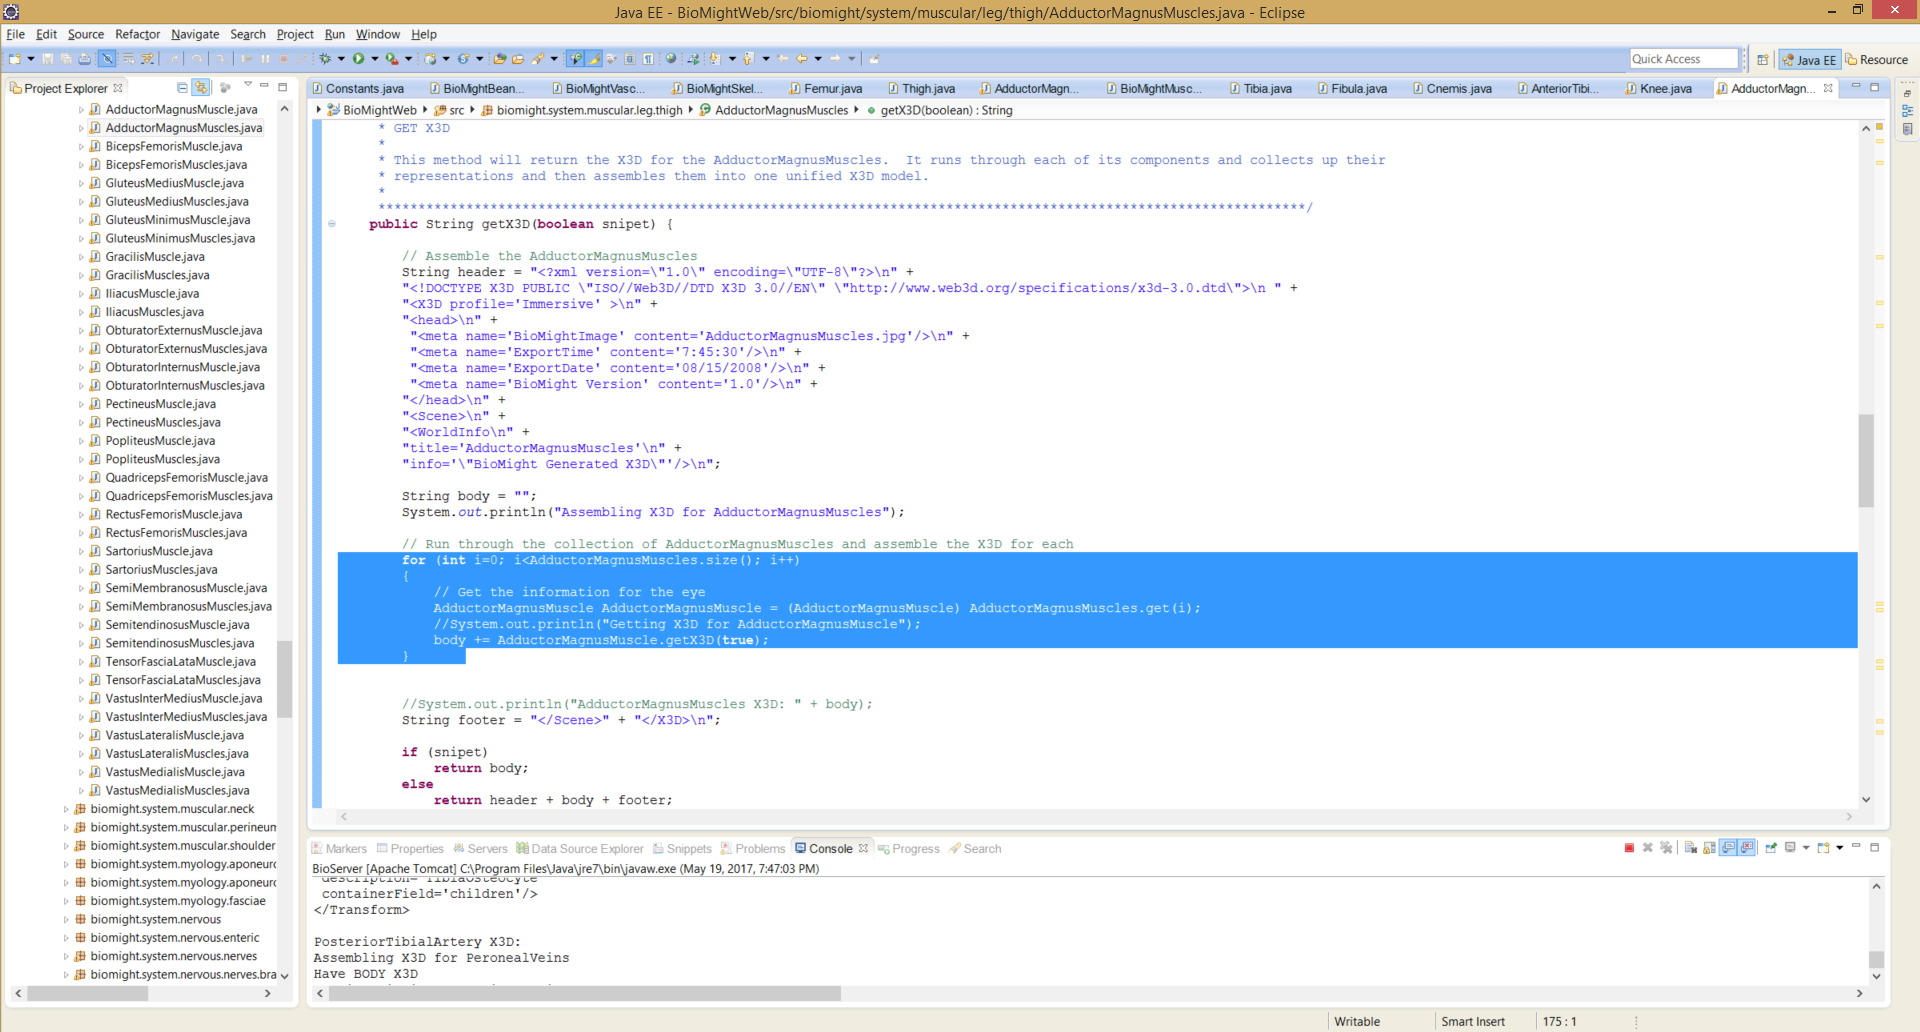 Java EE - BioMightWeb/src/biomight/system/muscular/leg/thigh/AdductorMagnusMuscles.java - Eclipse
File Edit Source Refactor Navigate Search Project Run Window Help
Quick Access
Java EE
Resource
Project Explorer
AdductorMagnusMuscle.java
AdductorMagnusMuscles.java
BicepsFemorisMuscle.java
BicepsFemorisMuscles.java
GluteusMediusMuscle.java
GluteusMediusMuscles.java
GluteusMinimusMuscle.java
GluteusMinimusMuscles.java
GracilisMuscle.java
GracilisMuscles.java
IliacusMuscle.java
IliacusMuscles.java
ObturatorExternusMuscle.java
ObturatorExternusMuscles.java
ObturatorInternusMuscle.java
ObturatorInternusMuscles.java
PectineusMuscle.java
PectineusMuscles.java
PopliteusMuscle.java
PopliteusMuscles.java
QuadricepsFemorisMuscle.java
QuadricepsFemorisMuscles.java
RectusFemorisMuscle.java
RectusFemorisMuscles.java
SartoriusMuscle.java
SartoriusMuscles.java
SemiMembranosusMuscle.java
SemiMembranosusMuscles.java
SemitendinosusMuscle.java
SemitendinosusMuscles.java
TensorFasciaLataMuscle.java
TensorFasciaLataMuscles.java
VastusInterMediusMuscle.java
VastusInterMediusMuscles.java
VastusLateralisMuscle.java
VastusLateralisMuscles.java
VastusMedialisMuscle.java
VastusMedialisMuscles.java
biomight.system.muscular.neck
biomight.system.muscular.perineum
biomight.system.muscular.shoulder
biomight.system.myology.aponeurc
biomight.system.myology.aponeurc
biomight.system.myology.fasciae
biomight.system.nervous
biomight.system.nervous.enteric
biomight.system.nervous.nerves
biomight.system.nervous.nerves.bra
Constants.java BioMightBean... BioMightVasc... BioMightSkel... Femur.java Thigh.java AdductorMagn... BioMightMusc... Tibia.java Fibula.java Cnemis.java AnteriorTibi... Knee.java AdductorMagn...
BioMightWeb src biomight.system.muscular.leg.thigh AdductorMagnusMuscles getX3D(boolean) : String
* GET X3D
*
* This method will return the X3D for the AdductorMagnusMuscles.  It runs through each of its components and collects up their
* representations and then assembles them into one unified X3D model.
*
********************************************************************************************************************/
public String getX3D(boolean snipet) {
// Assemble the AdductorMagnusMuscles
String header = "<?xml version=\"1.0\" encoding=\"UTF-8\"?>\n" +
"<!DOCTYPE X3D PUBLIC \"ISO//Web3D//DTD X3D 3.0//EN\" \"http://www.web3d.org/specifications/x3d-3.0.dtd\">\n " +
"<X3D profile='Immersive' >\n" +
"<head>\n" +
"<meta name='BioMightImage' content='AdductorMagnusMuscles.jpg'/>\n" +
"<meta name='ExportTime' content='7:45:30'/>\n" +
"<meta name='ExportDate' content='08/15/2008'/>\n" +
"<meta name='BioMight Version' content='1.0'/>\n" +
"</head>\n" +
"<Scene>\n" +
"<WorldInfo\n" +
"title='AdductorMagnusMuscles'\n" +
"info='\"BioMight Generated X3D\"'/>\n";
String body = "";
System.out.println("Assembling X3D for AdductorMagnusMuscles");
// Run through the collection of AdductorMagnusMuscles and assemble the X3D for each
for (int i=0; i<AdductorMagnusMuscles.size(); i++)
{
// Get the information for the eye
AdductorMagnusMuscle AdductorMagnusMuscle = (AdductorMagnusMuscle) AdductorMagnusMuscles.get(i);
//System.out.println("Getting X3D for AdductorMagnusMuscle");
body += AdductorMagnusMuscle.getX3D(true);
}
//System.out.println("AdductorMagnusMuscles X3D: " + body);
String footer = "</Scene>" + "</X3D>\n";
if (snipet)
return body;
else
return header + body + footer;
Markers Properties Servers Data Source Explorer Snippets Problems Console Progress Search
BioServer [Apache Tomcat] C:\Program Files\Java\jre7\bin\javaw.exe (May 19, 2017, 7:47:03 PM)
description='TibiaOsteocyte'
containerField='children'/>
</Transform>
PosteriorTibialArtery X3D:
Assembling X3D for PeronealVeins
Have BODY X3D
Writable Smart Insert 175 : 1